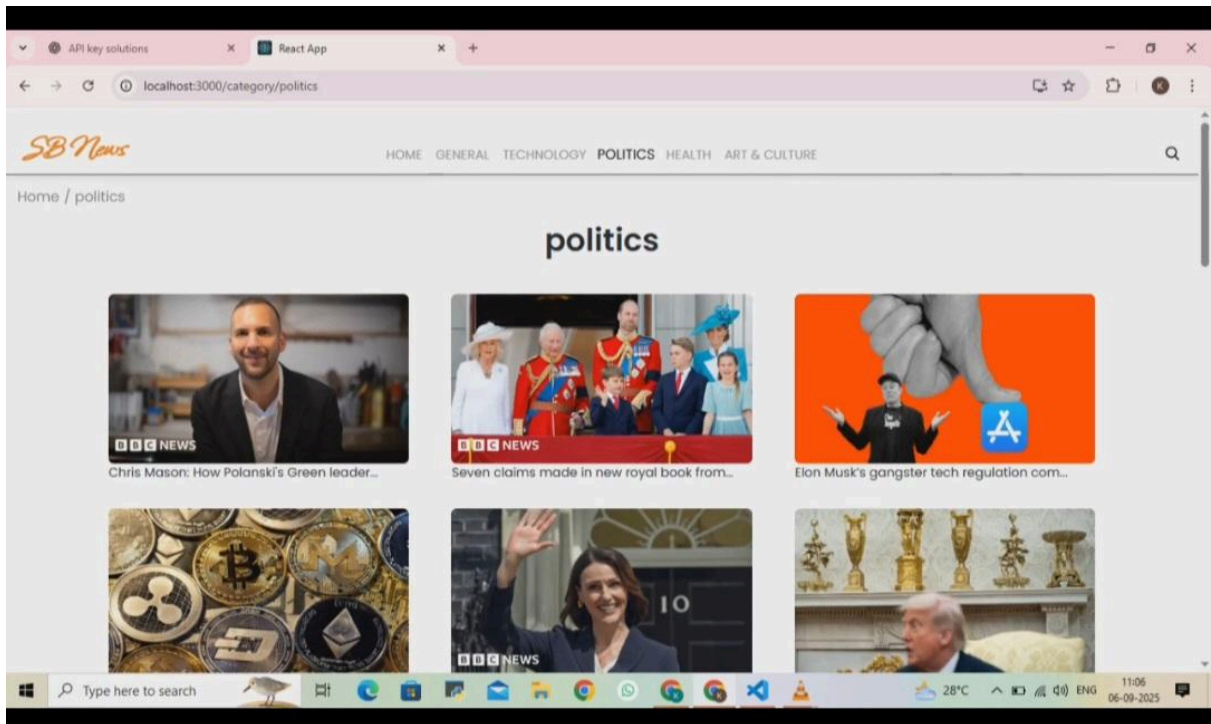 API key solutions
React App
localhost:3000/category/politics
K
SB News
HOME GENERAL TECHNOLOGY POLITICS HEALTH ART & CULTURE
Home / politics
politics
BBC NEWS
BBC NEWS
Chris Mason: How Polanski's Green leader...
Seven claims made in new royal book from...
Elon Musk's gangster tech regulation com...
10
BBC NEWS
Type here to search
28°C
ENG
11:06
06-09-2025